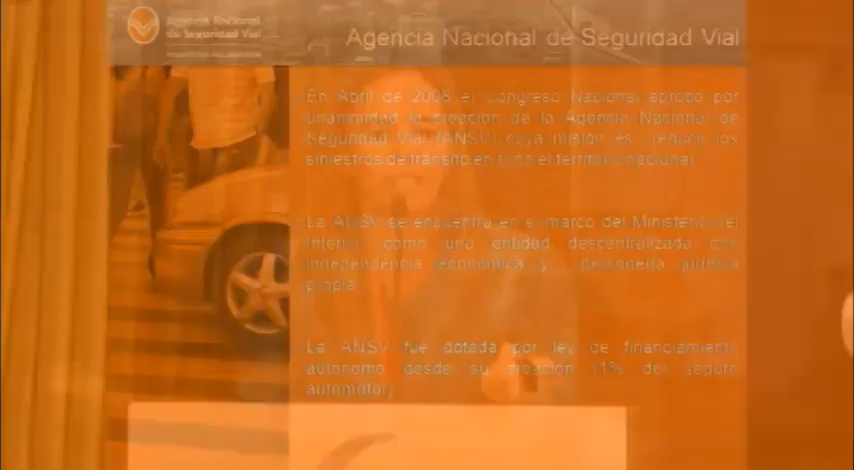 Agencia Nacional
de Seguridad Vial
Agencia Nacional de Seguridad Vial
En Abril de 2008 el Congreso Nacional aprobó por
unanimidad la creación de la Agencia Nacional de
Seguridad Vial (ANSV) cuya misión es reducir los
siniestros de tránsito en todo el territorio nacional.
La ANSV se encuentra en el marco del Ministerio del
Interior como una entidad descentralizada con
independencia económica y personería jurídica
propia.
La ANSV fue dotada por ley de financiamiento
autónomo desde su creación (1% del seguro
automotor)